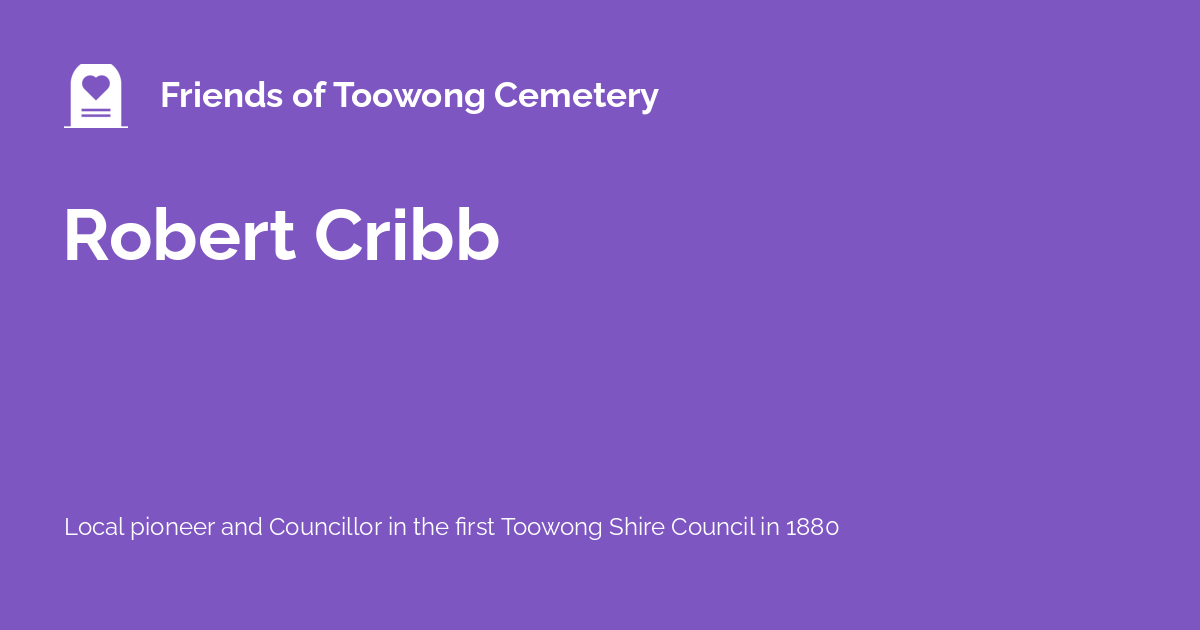 Friends of Toowong Cemetery
Robert Cribb
Local pioneer and Councillor in the first Toowong Shire Council in 1880